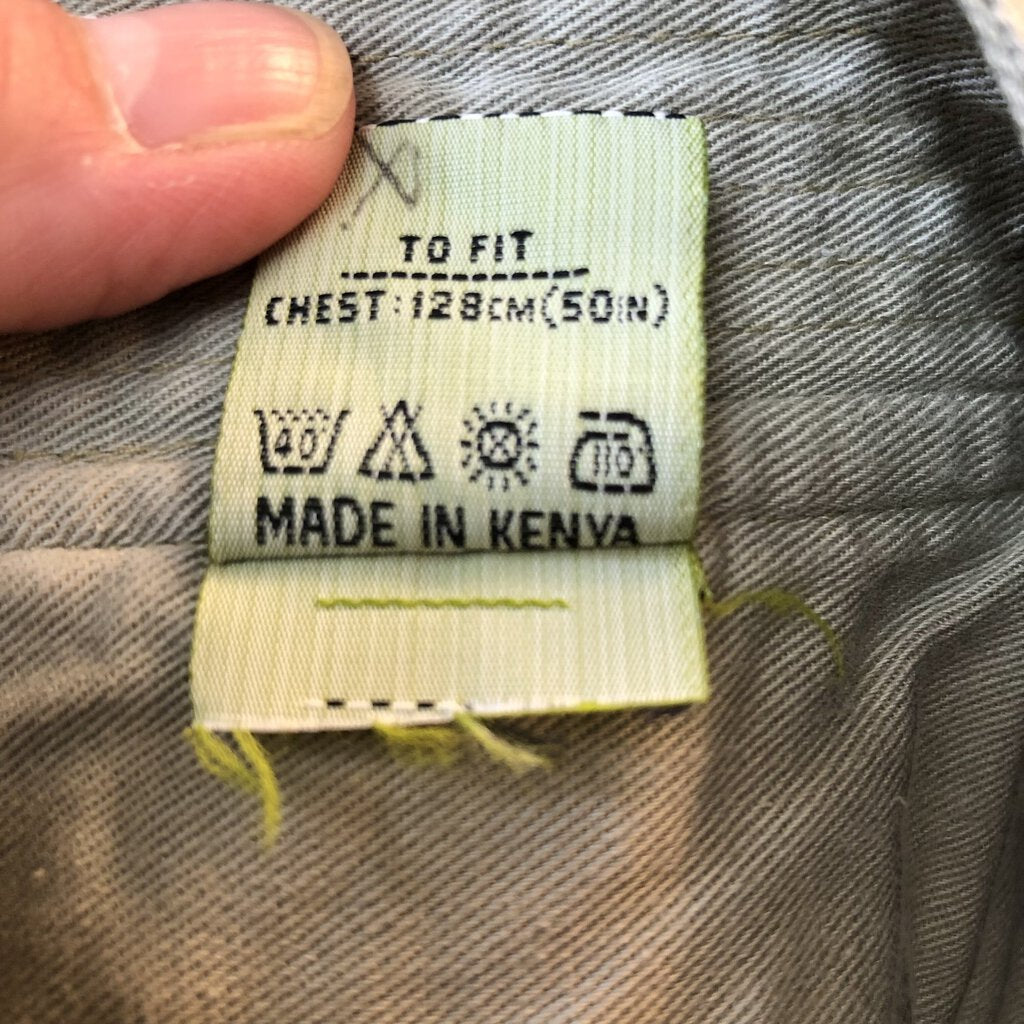 TO FIT
CHEST: 128CM (50IN)
40 110
MADE IN KENYA